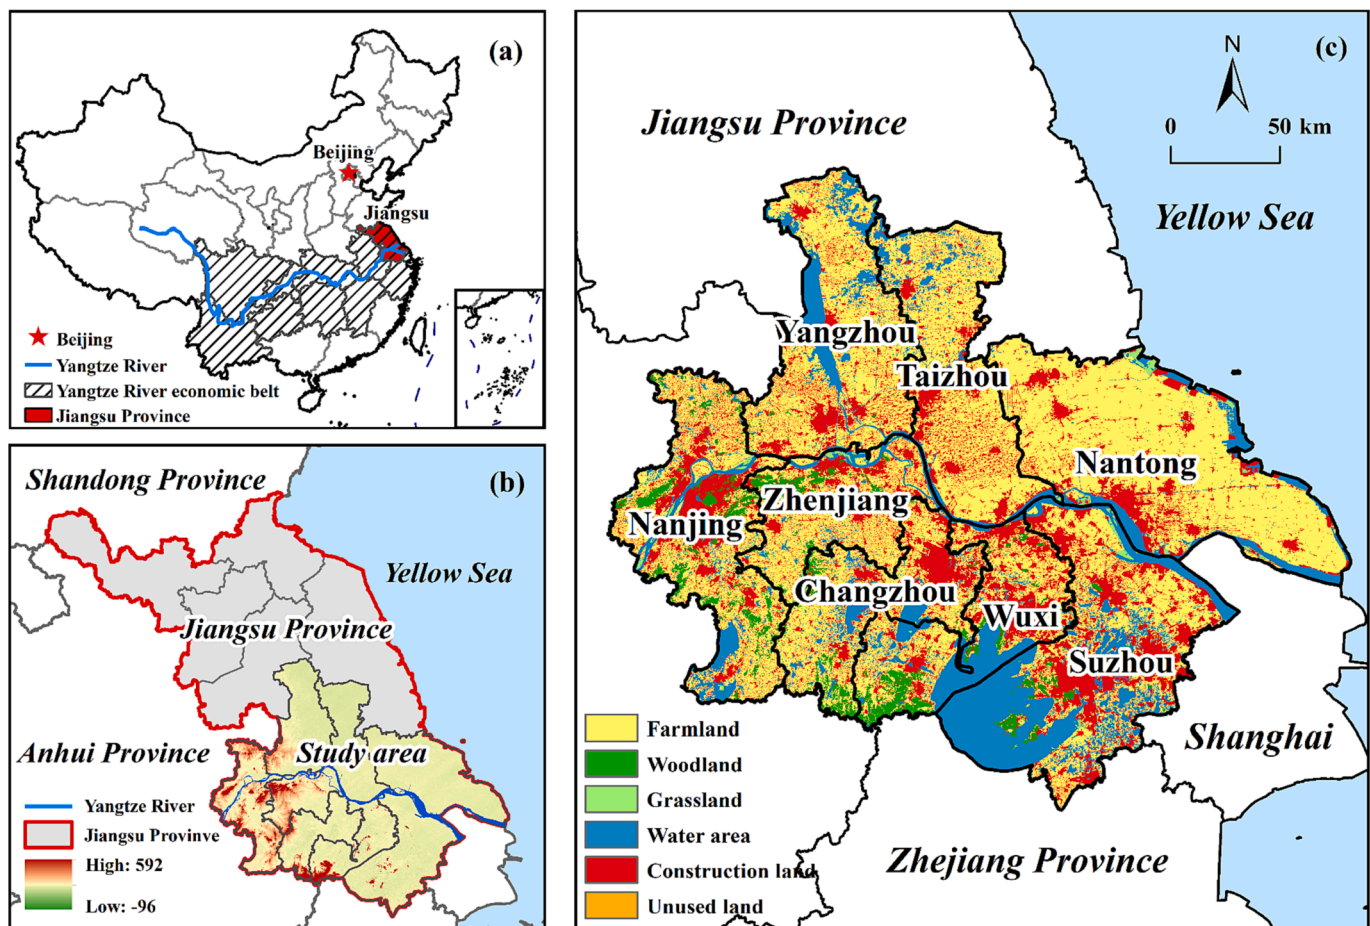 (a)
Beijing
Jiangsu
Beijing
Yangtze River
Yangtze River economic belt
Jiangsu Province
(b)
Shandong Province
Yellow Sea
Jiangsu Province
Anhui Province
Study area
Yangtze River
Jiangsu Provinve
High: 592
Low: -96
(c)
N
0 50 km
Jiangsu Province
Yellow Sea
Yangzhou
Taizhou
Nantong
Zhenjiang
Nanjing
Changzhou
Wuxi
Suzhou
Shanghai
Zhejiang Province
Farmland
Woodland
Grassland
Water area
Construction land
Unused land